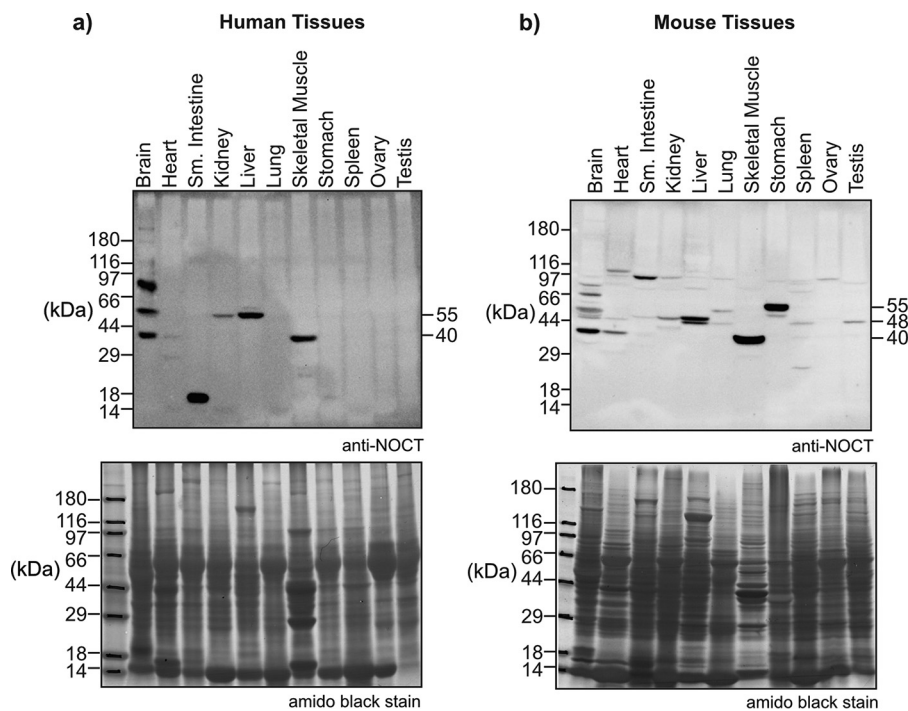 a) Human Tissues
Brain
Heart
Sm. Intestine
Kidney
Liver
Lung
Skeletal Muscle
Stomach
Spleen
Ovary
Testis
180
116
97
66
(kDa)
44
29
18
14
55
40
anti-NOCT
180
116
97
66
(kDa)
44
29
18
14
amido black stain
b) Mouse Tissues
Brain
Heart
Sm. Intestine
Kidney
Liver
Lung
Skeletal Muscle
Stomach
Spleen
Ovary
Testis
180
116
97
66
(kDa)
44
29
18
14
55
48
40
anti-NOCT
180
116
97
66
(kDa)
44
29
18
14
amido black stain